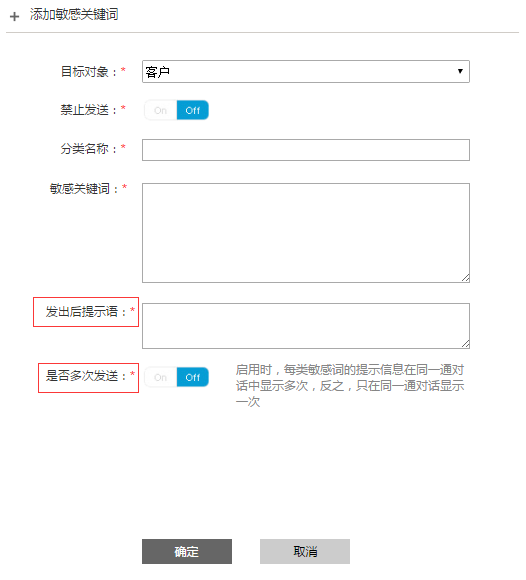 添加敏感关键词
目标对象：* 客户
禁止发送：* On Off
分类名称：*
敏感关键词：*
发出后提示语：*
是否多次发送：* On Off
启用时，每类敏感词的提示信息在同一通对
话中显示多次，反之，只在同一通对话显示
一次
确定 取消